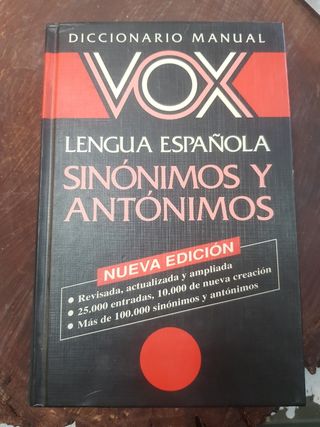 DICCIONARIO MANUAL
VOX
LENGUA ESPAÑOLA
SINÓNIMOS Y
ANTÓNIMOS
NUEVA EDICIÓN
• Revisada, actualizada y ampliada
• 25.000 entradas, 10.000 de nueva creación
• Más de 100.000 sinónimos y antónimos